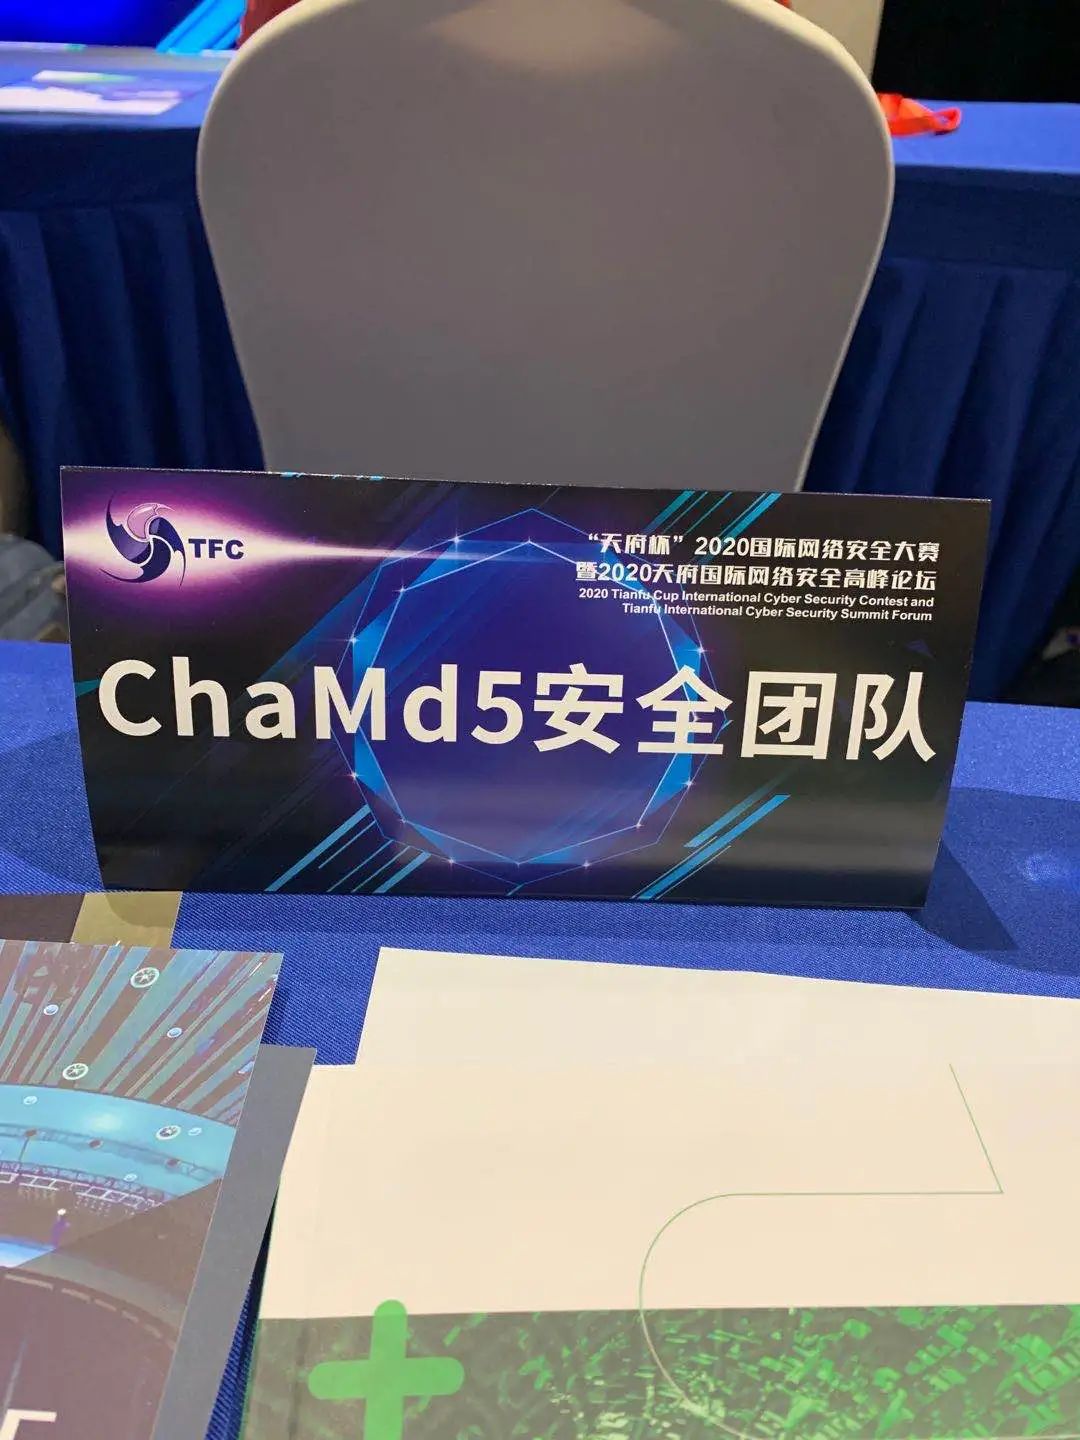 TFC
“天府杯”2020国际网络安全大赛
暨2020天府国际网络安全高峰论坛
2020 Tianfu Cup International Cyber Security Contest and
Tianfu International Cyber Security Summit Forum
ChaMd5安全团队